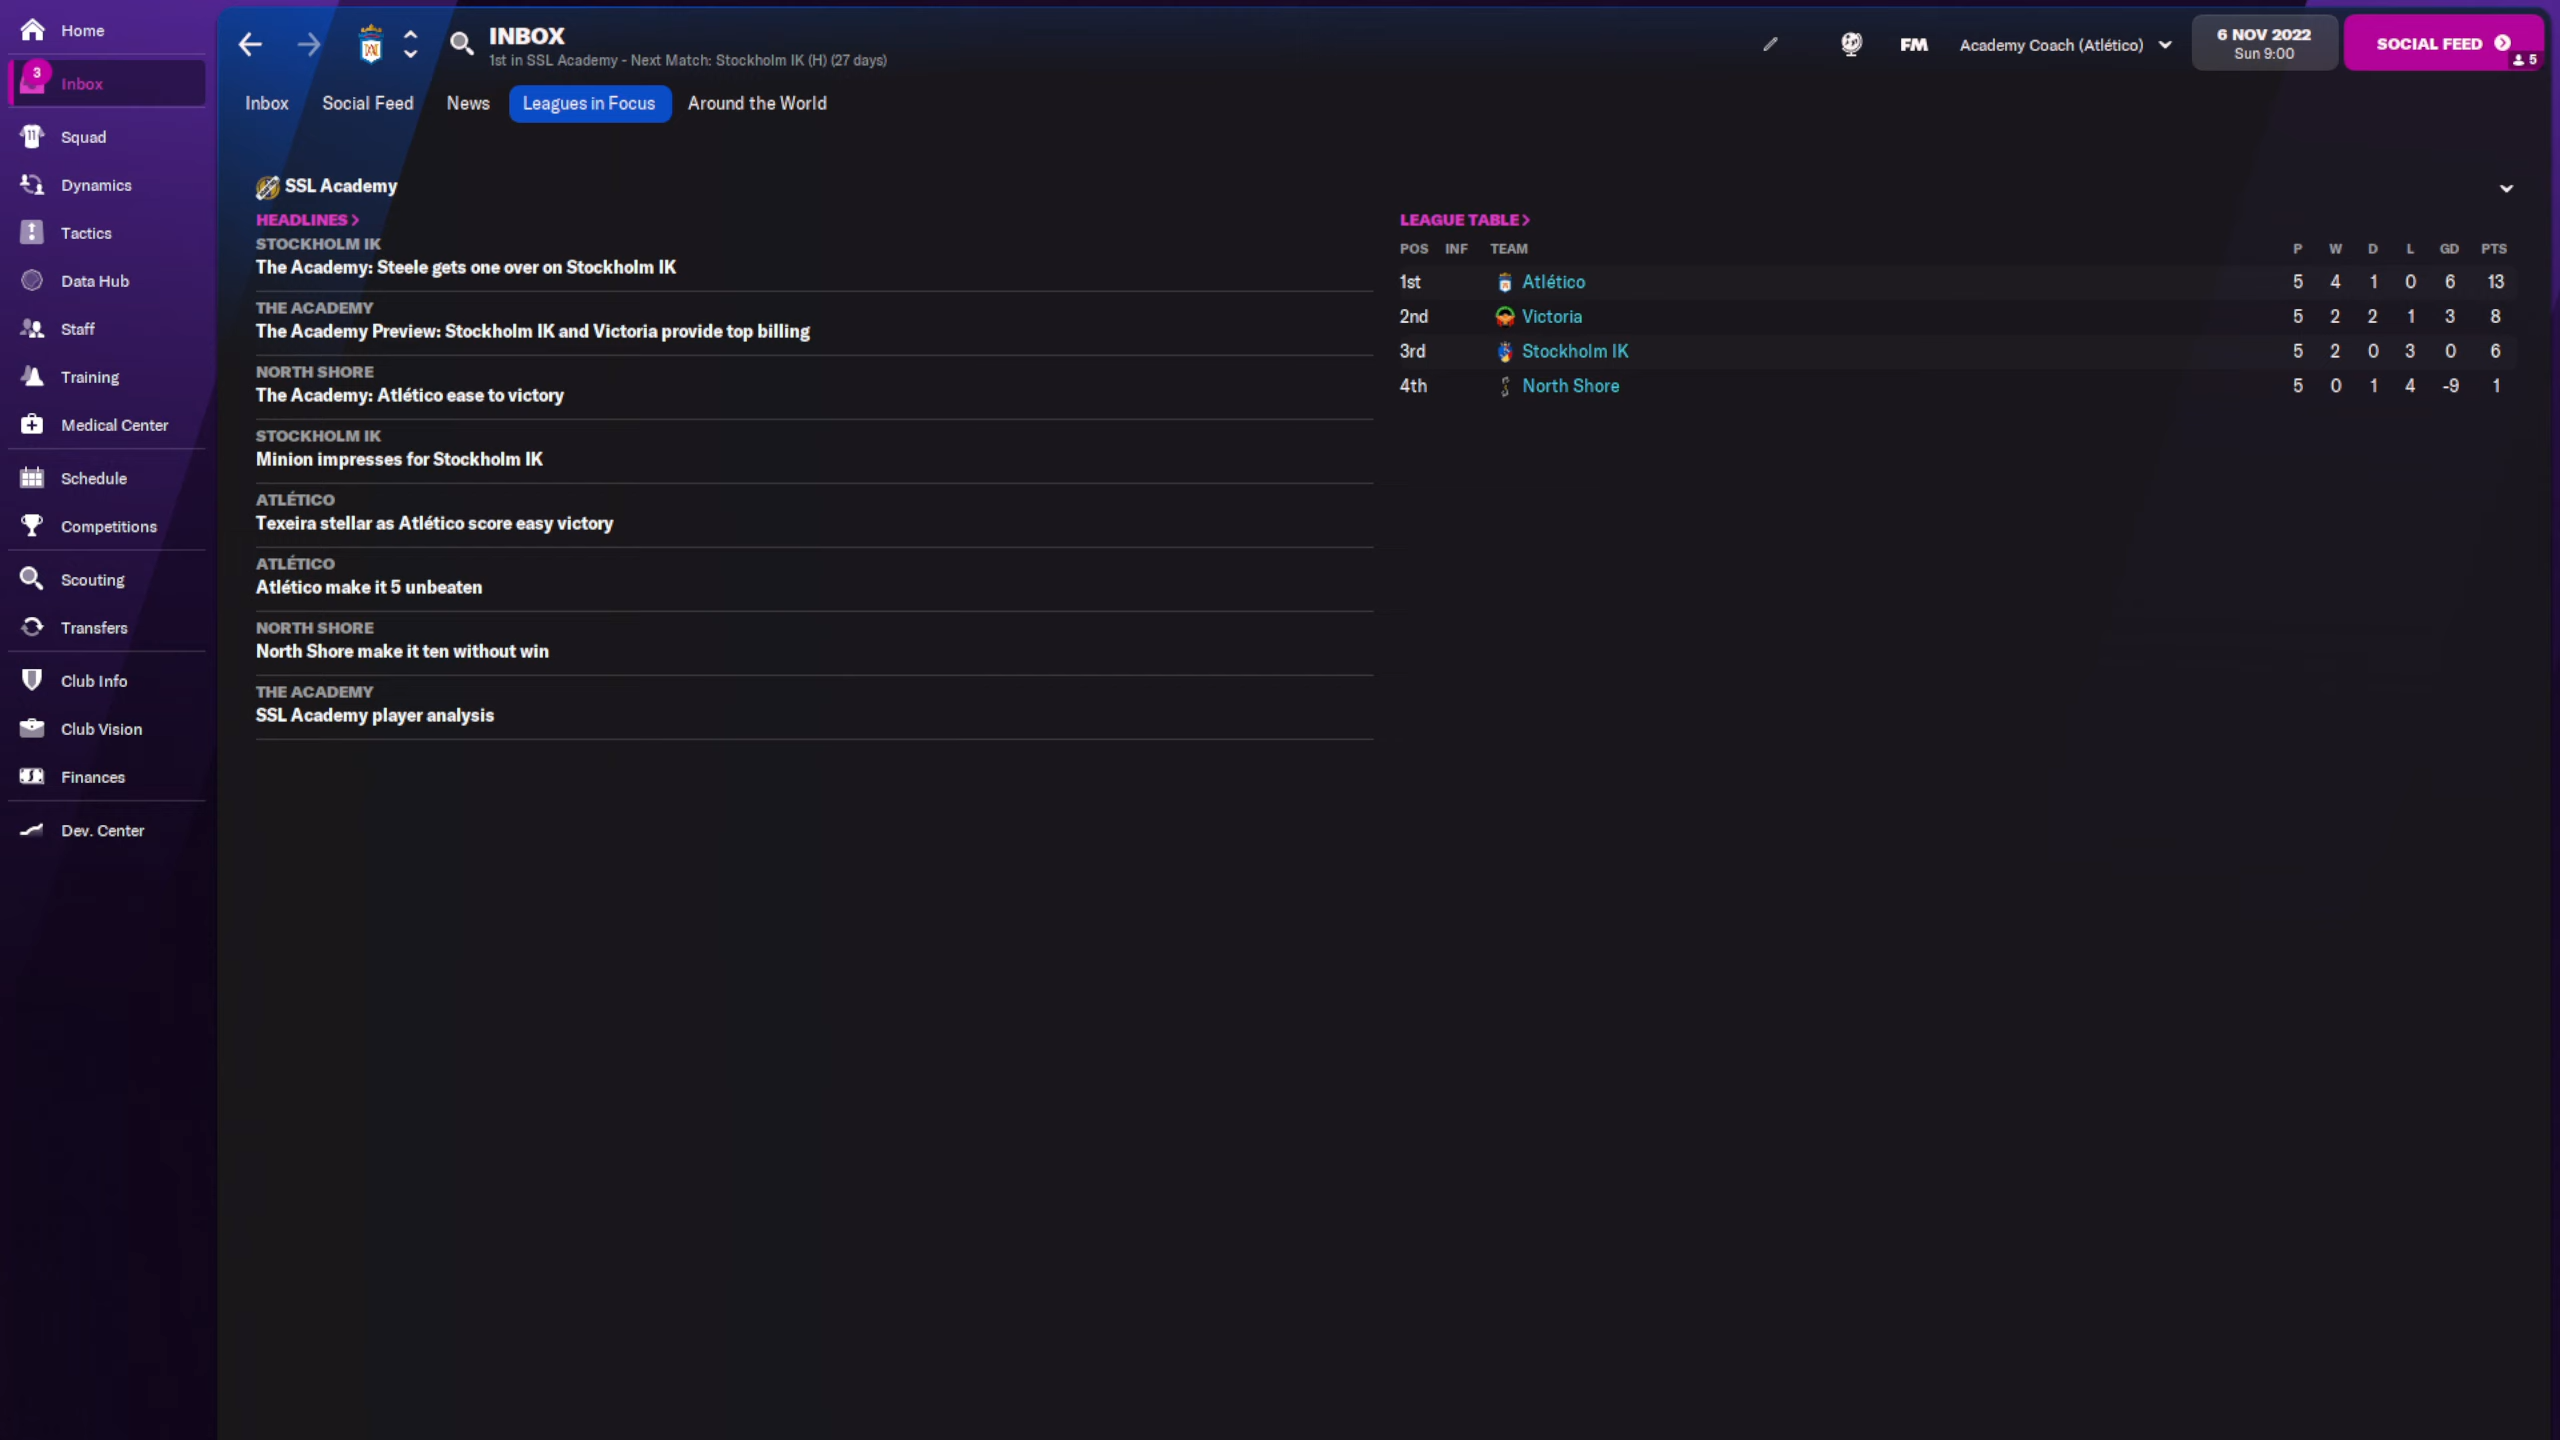 Home
3
Inbox
Squad
Dynamics
Tactics
Data Hub
Staff
Training
Medical Center
Schedule
Competitions
Scouting
Transfers
Club Info
Club Vision
Finances
Dev. Center
INBOX
1st in SSL Academy - Next Match: Stockholm IK (H) (27 days)
FM
Academy Coach (Atlético)
6 NOV 2022
Sun 9:00
SOCIAL FEED
5
Inbox Social Feed News Leagues in Focus Around the World
SSL Academy
HEADLINES >
STOCKHOLM IK
The Academy: Steele gets one over on Stockholm IK
THE ACADEMY
The Academy Preview: Stockholm IK and Victoria provide top billing
NORTH SHORE
The Academy: Atlético ease to victory
STOCKHOLM IK
Minion impresses for Stockholm IK
ATLÉTICO
Texeira stellar as Atlético score easy victory
ATLÉTICO
Atlético make it 5 unbeaten
NORTH SHORE
North Shore make it ten without win
THE ACADEMY
SSL Academy player analysis
LEAGUE TABLE >
POS INF TEAM P W D L GD PTS
1st Atlético 5 4 1 0 6 13
2nd Victoria 5 2 2 1 3 8
3rd Stockholm IK 5 2 0 3 0 6
4th North Shore 5 0 1 4 -9 1